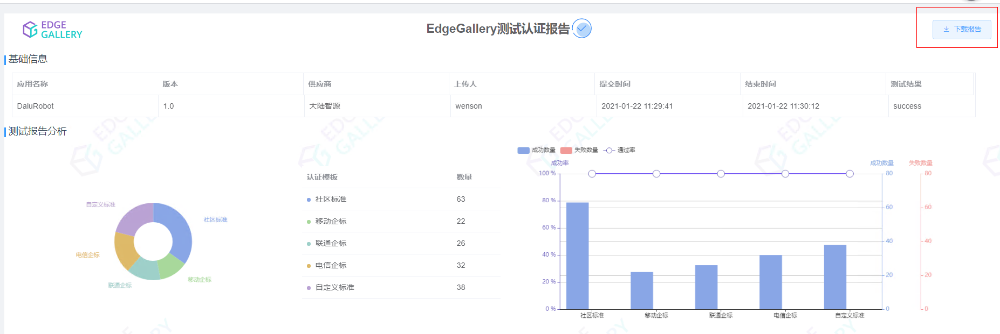 EDGE
GALLERY
EdgeGallery测试认证报告
下载报告
基础信息
应用名称 版本 供应商 上传人 提交时间 结束时间 测试结果
DaluRobot 1.0 大陆智源 wenson 2021-01-22 11:29:41 2021-01-22 11:30:12 success
测试报告分析
自定义标准
社区标准
电信企标
移动企标
联通企标
认证模板 数量
社区标准 63
移动企标 22
联通企标 26
电信企标 32
自定义标准 38
成功数量 失败数量 通过率
成功率 成功数量 失败数量
100 % 80 80
80 %
60 60
60 %
40 40
40 %
20 20
20 %
0 % 0 0
社区标准 移动企标 联通企标 电信企标 自定义标准